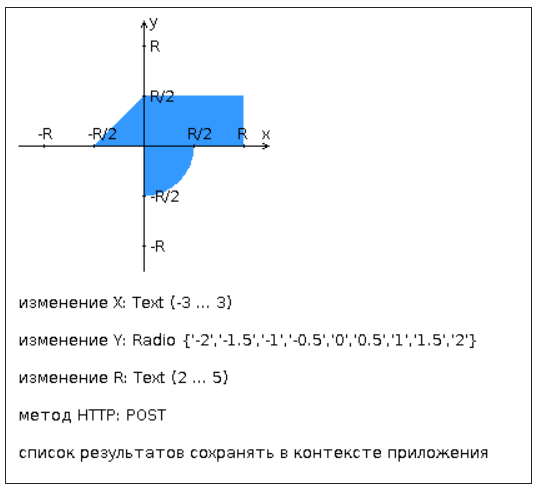 y
R
R/2
-R -R/2 R/2 R x
-R/2
-R
изменение X: Text (-3 ... 3)
изменение Y: Radio {'-2','-1.5','-1','-0.5','0','0.5','1','1.5','2'}
изменение R: Text (2 ... 5)
метод HTTP: POST
список результатов сохранять в контексте приложения